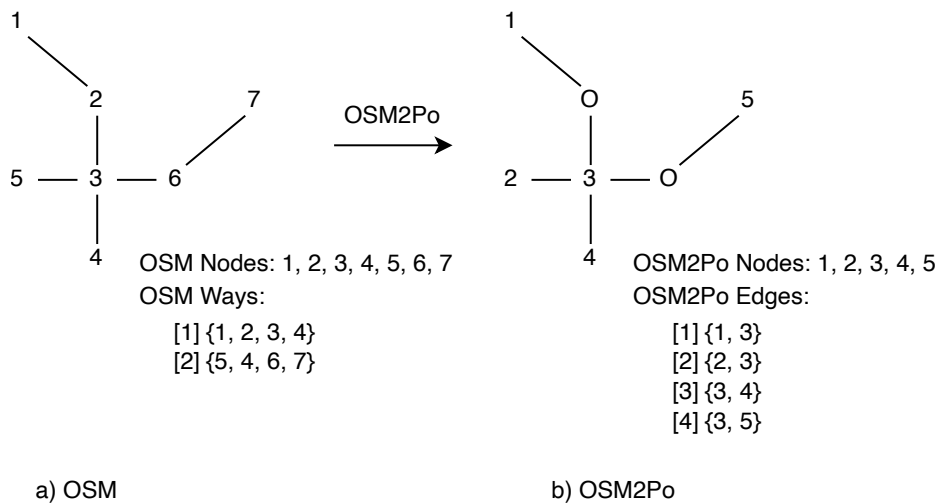 1
2
7
5
3
6
4
OSM Nodes: 1, 2, 3, 4, 5, 6, 7
OSM Ways:
[1] {1, 2, 3, 4}
[2] {5, 4, 6, 7}
a) OSM
OSM2Po
1
O
5
2
3
O
4
OSM2Po Nodes: 1, 2, 3, 4, 5
OSM2Po Edges:
[1] {1, 3}
[2] {2, 3}
[3] {3, 4}
[4] {3, 5}
b) OSM2Po